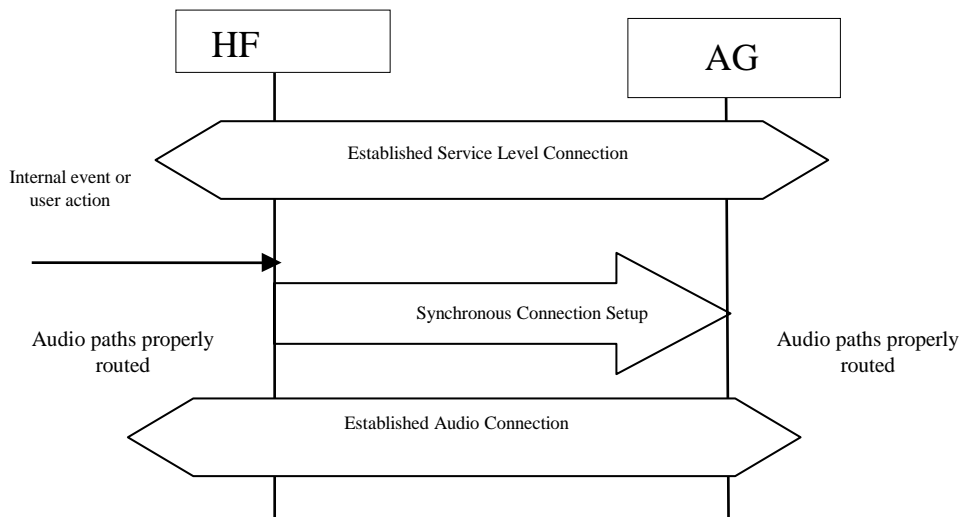 HF
AG
Established Service Level Connection
Internal event or
user action
Synchronous Connection Setup
Audio paths properly
routed
Audio paths properly
routed
Established Audio Connection